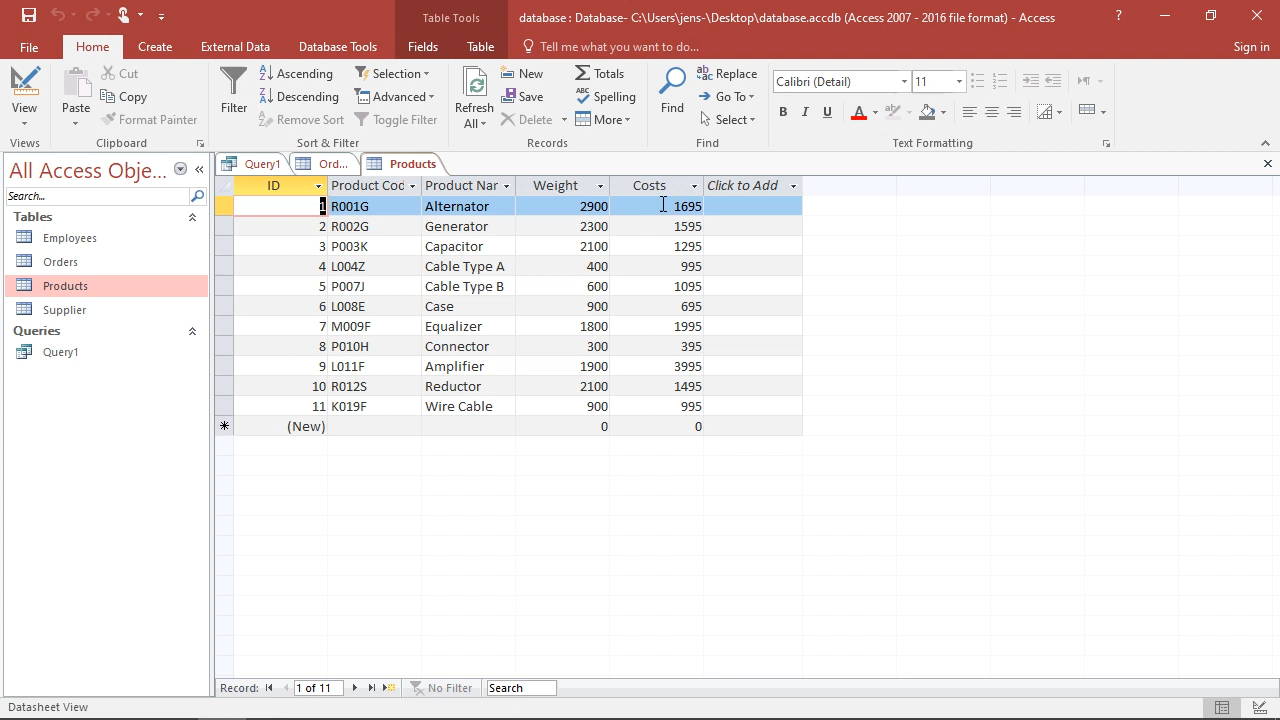 Table Tools
database : Database- C:\Users\jens-\Desktop\database.accdb (Access 2007 - 2016 file format) - Access
?
File Home Create External Data Database Tools Fields Table Tell me what you want to do... Sign in
View
Views
Paste
Cut
Copy
Format Painter
Clipboard
Filter
Ascending
Descending
Remove Sort
Selection
Advanced
Toggle Filter
Sort & Filter
Refresh
All
New
Save
Delete
Totals
Spelling
More
Records
Find
Replace
Go To
Select
Find
Calibri (Detail) 11
B I U A
Text Formatting
All Access Obje...
Search...
Tables
Employees
Orders
Products
Supplier
Queries
Query1
Query1 Ord... Products
ID Product Cod Product Nar Weight Costs Click to Add
1 R001G Alternator 2900 1695
2 R002G Generator 2300 1595
3 P003K Capacitor 2100 1295
4 L004Z Cable Type A 400 995
5 P007J Cable Type B 600 1095
6 L008E Case 900 695
7 M009F Equalizer 1800 1995
8 P010H Connector 300 395
9 L011F Amplifier 1900 3995
10 R012S Reductor 2100 1495
11 K019F Wire Cable 900 995
* (New) 0 0
Record: 1 of 11 No Filter Search
Datasheet View